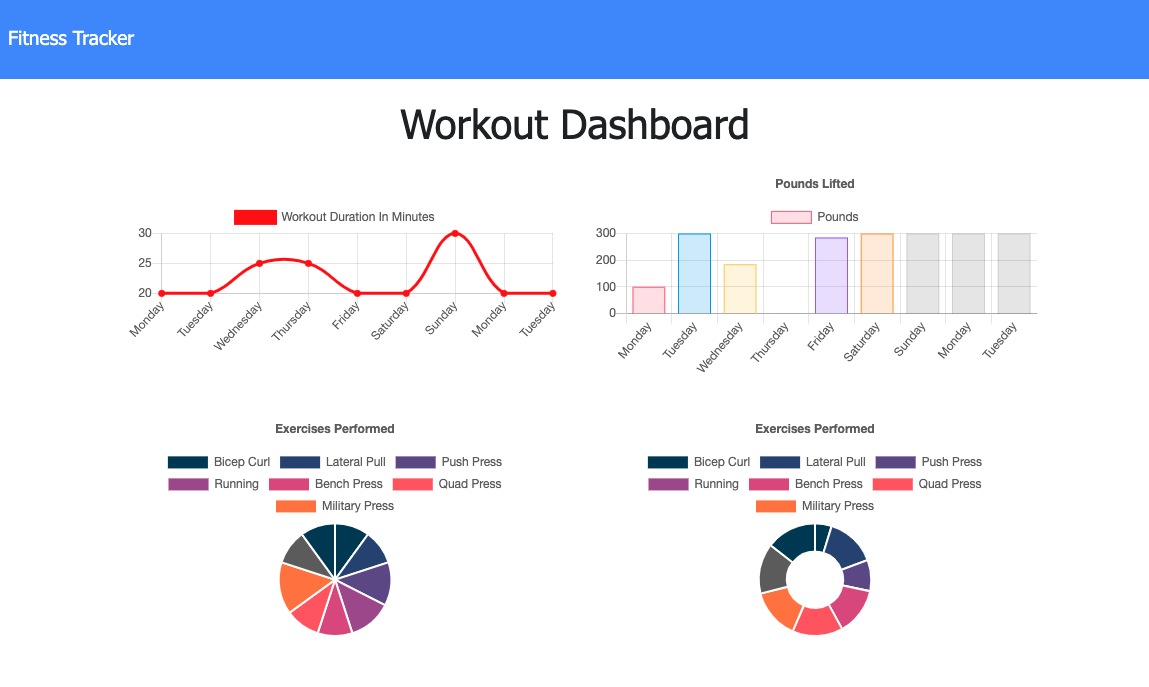 Fitness Tracker
Workout Dashboard
Workout Duration In Minutes
30
25
20
Monday
Tuesday
Wednesday
Thursday
Friday
Saturday
Sunday
Monday
Tuesday
Pounds Lifted
Pounds
300
200
100
0
Monday
Tuesday
Wednesday
Thursday
Friday
Saturday
Sunday
Monday
Tuesday
Exercises Performed
Bicep Curl Lateral Pull Push Press
Running Bench Press Quad Press
Military Press
Exercises Performed
Bicep Curl Lateral Pull Push Press
Running Bench Press Quad Press
Military Press